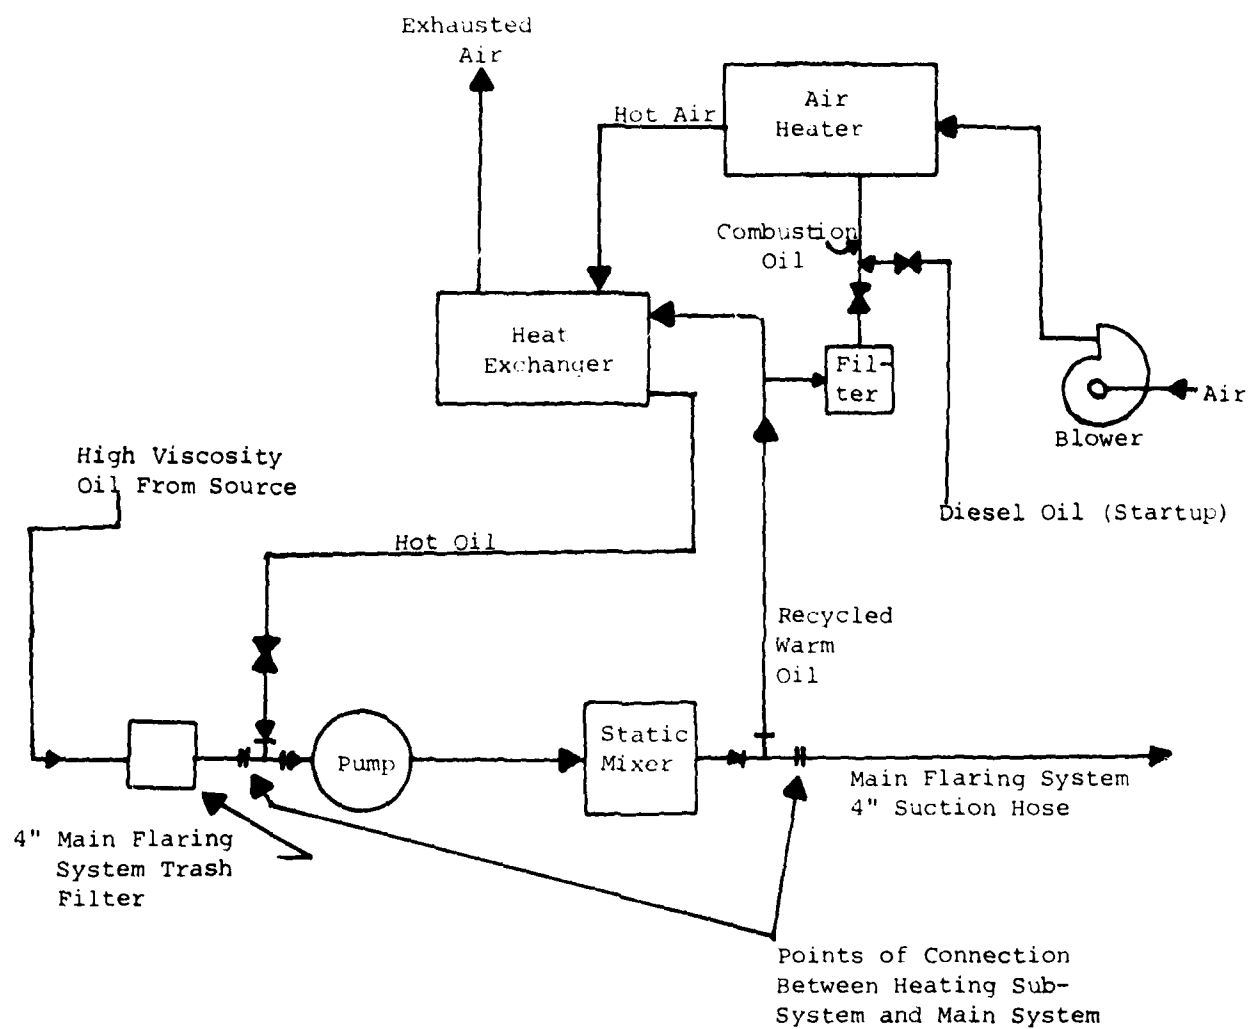 Exhausted
Air
Air
Heater
Hot Air
Combustion
Oil
Heat
Exchanger
Fil-
ter
Air
Blower
High Viscosity
Oil From Source
Diesel Oil (Startup)
Hot Oil
Recycled
Warm
Oil
Static
Mixer
Pump
Main Flaring System
4" Suction Hose
4" Main Flaring
System Trash
Filter
Points of Connection
Between Heating Sub-
System and Main System